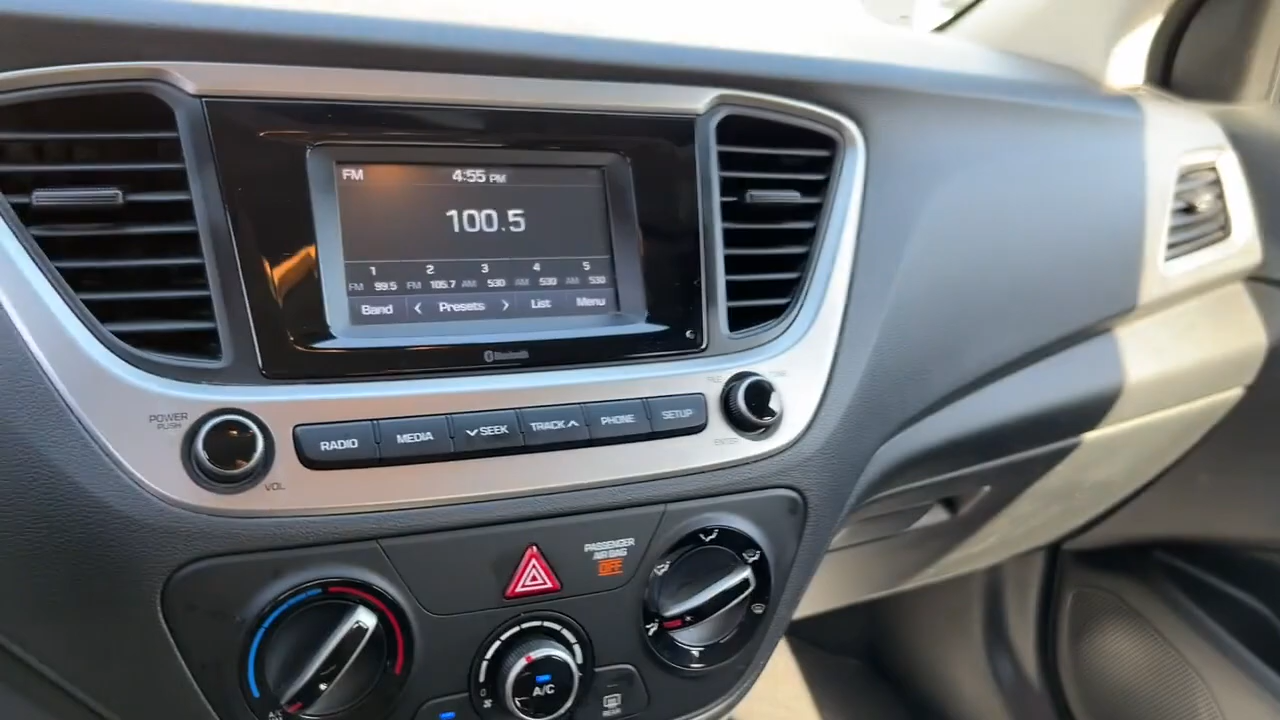 FM 4:55 PM
100.5
1 2 3 4 5
FM 99.5 FM 105.7 AM 530 AM 530 AM 530
Band < Presets > List Menu
Bluetooth
POWER
PUSH
VOL
RADIO MEDIA SEEK TRACK PHONE SETUP
ENTER
PASSENGER
AIR BAG
OFF
A/C
REAR